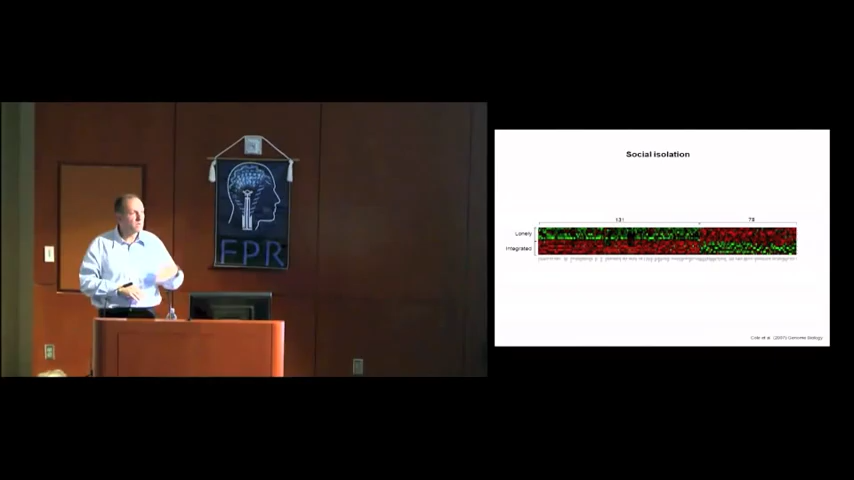 FPR
Social isolation
131 78
Lonely
Integrated
Cole et al. (2007) Genome Biology